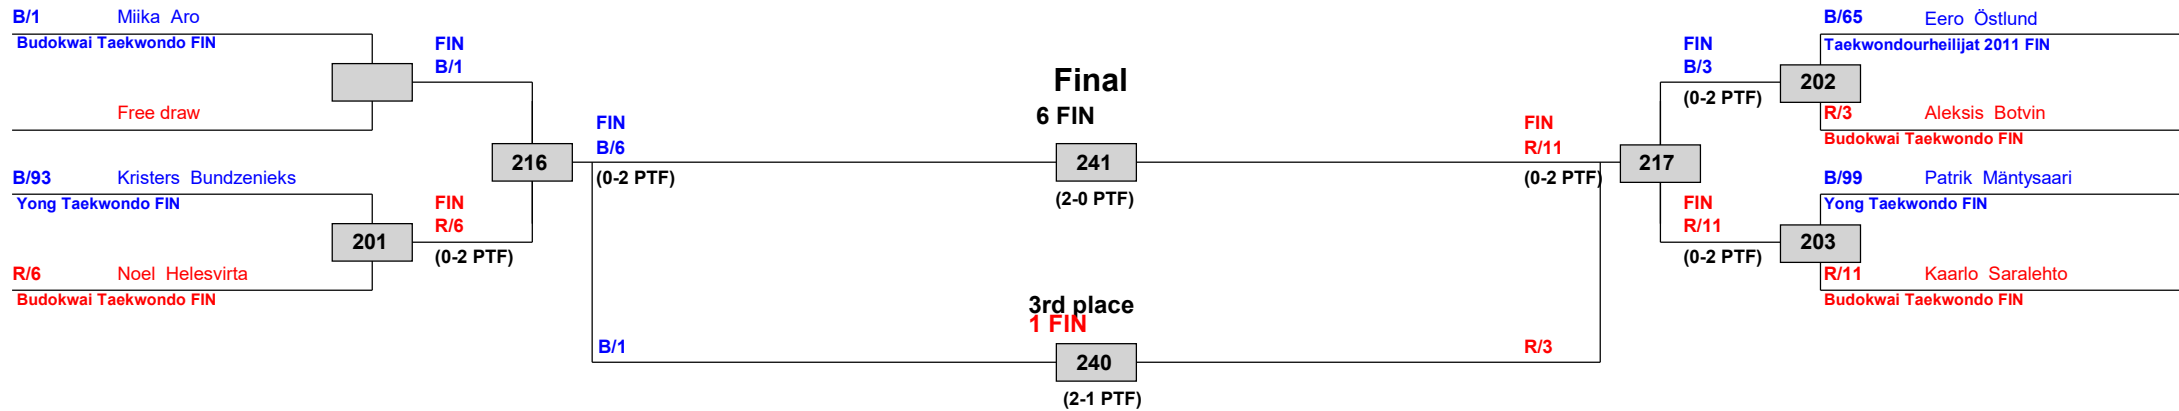 B/1 Miika Aro
Budokwai Taekwondo FIN
FIN
B/1
Free draw
B/93 Kristers Bundzenieks
Yong Taekwondo FIN
201
FIN
R/6
(0-2 PTF)
R/6 Noel Helesvirta
Budokwai Taekwondo FIN
216
FIN
B/6
(0-2 PTF)
Final
6 FIN
241
(2-0 PTF)
3rd place
1 FIN
B/1
240
R/3
(2-1 PTF)
FIN
R/11
(0-2 PTF)
217
FIN
B/3
(0-2 PTF)
202
B/65 Eero Östlund
Taekwondourheilijat 2011 FIN
R/3 Aleksis Botvin
Budokwai Taekwondo FIN
B/99 Patrik Mäntysaari
Yong Taekwondo FIN
FIN
R/11
(0-2 PTF)
203
R/11 Kaarlo Saralehto
Budokwai Taekwondo FIN